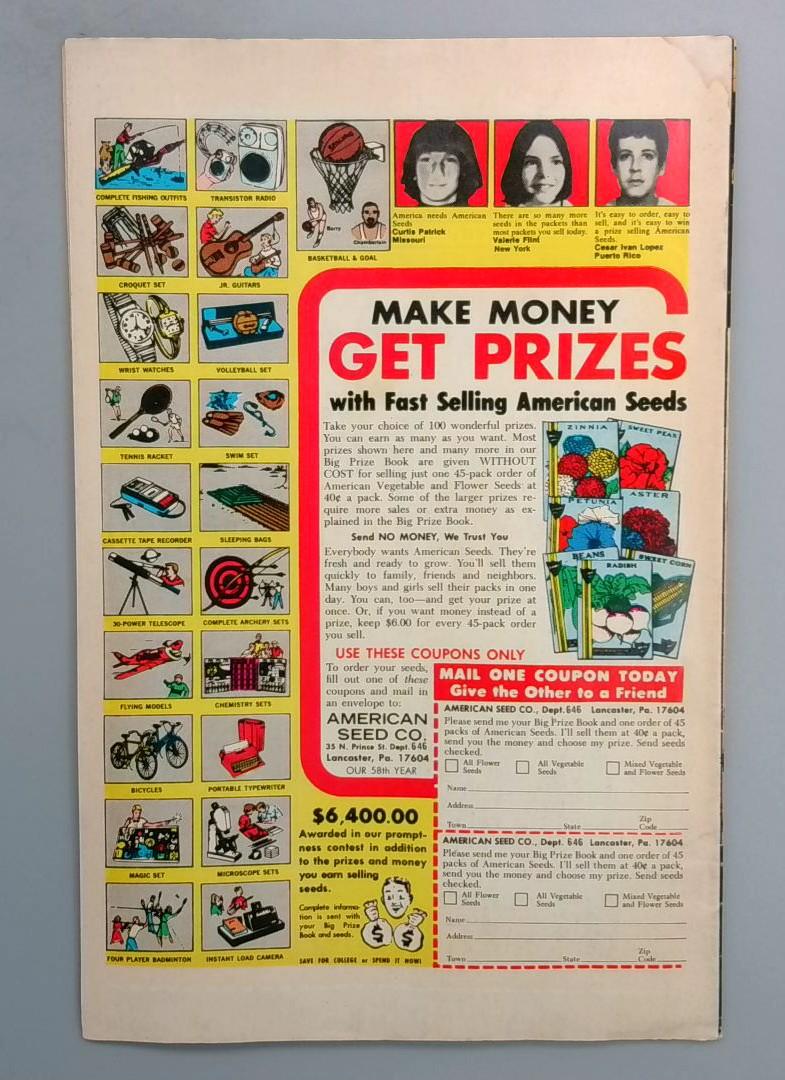 COMPLETE FISHING OUTFITS
TRANSISTOR RADIO
SPALDING
Barry
Chamberlain
BASKETBALL & GOAL
CROQUET SET
JR. GUITARS
WRIST WATCHES
VOLLEYBALL SET
TENNIS RACKET
SWIM SET
CASSETTE TAPE RECORDER
SLEEPING BAGS
30-POWER TELESCOPE
COMPLETE ARCHERY SETS
FLYING MODELS
CHEMISTRY SETS
BICYCLES
PORTABLE TYPEWRITER
MAGIC SET
MICROSCOPE SETS
FOUR PLAYER BADMINTON
INSTANT LOAD CAMERA
America needs American
Seeds
Curtis Patrick
Missouri
There are so many more
seeds in the packets than
most packets you sell today.
Valerie Flint
New York
It's easy to order, easy to
sell, and it's easy to win
a prize selling American
Seeds.
Cesar Ivan Lopez
Puerto Rico
MAKE MONEY
GET PRIZES
with Fast Selling American Seeds
Take your choice of 100 wonderful prizes.
You can earn as many as you want. Most
prizes shown here and many more in our
Big Prize Book are given WITHOUT
COST for selling just one 45-pack order of
American Vegetable and Flower Seeds at
40¢ a pack. Some of the larger prizes re-
quire more sales or extra money as ex-
plained in the Big Prize Book.
Send NO MONEY, We Trust You
Everybody wants American Seeds. They're
fresh and ready to grow. You'll sell them
quickly to family, friends and neighbors.
Many boys and girls sell their packs in one
day. You can, too—and get your prize at
once. Or, if you want money instead of a
prize, keep $6.00 for every 45-pack order
you sell.
ZINNIA
SWEET PEAS
PETUNIA
ASTER
BEANS
RADISH
SWEET CORN
USE THESE COUPONS ONLY
To order your seeds,
fill out one of these
coupons and mail in
an envelope to:
AMERICAN
SEED CO.
35 N. Prince St. Dept. 646
Lancaster, Pa. 17604
OUR 58th YEAR
MAIL ONE COUPON TODAY
Give the Other to a Friend
AMERICAN SEED CO., Dept. 646 Lancaster, Pa. 17604
Please send me your Big Prize Book and one order of 45
packs of American Seeds. I'll sell them at 40¢ a pack,
send you the money and choose my prize. Send seeds
checked.
All Flower Seeds
All Vegetable Seeds
Mixed Vegetable and Flower Seeds
Name
Address
Town State Zip Code
AMERICAN SEED CO., Dept. 646 Lancaster, Pa. 17604
Please send me your Big Prize Book and one order of 45
packs of American Seeds. I'll sell them at 40¢ a pack,
send you the money and choose my prize. Send seeds
checked.
All Flower Seeds
All Vegetable Seeds
Mixed Vegetable and Flower Seeds
Name
Address
Town State Zip Code
$6,400.00
Awarded in our prompt-
ness contest in addition
to the prizes and money
you earn selling
seeds.
Complete informa-
tion is sent with
your Big Prize
Book and seeds.
$ $
SAVE FOR COLLEGE or SPEND IT NOW!